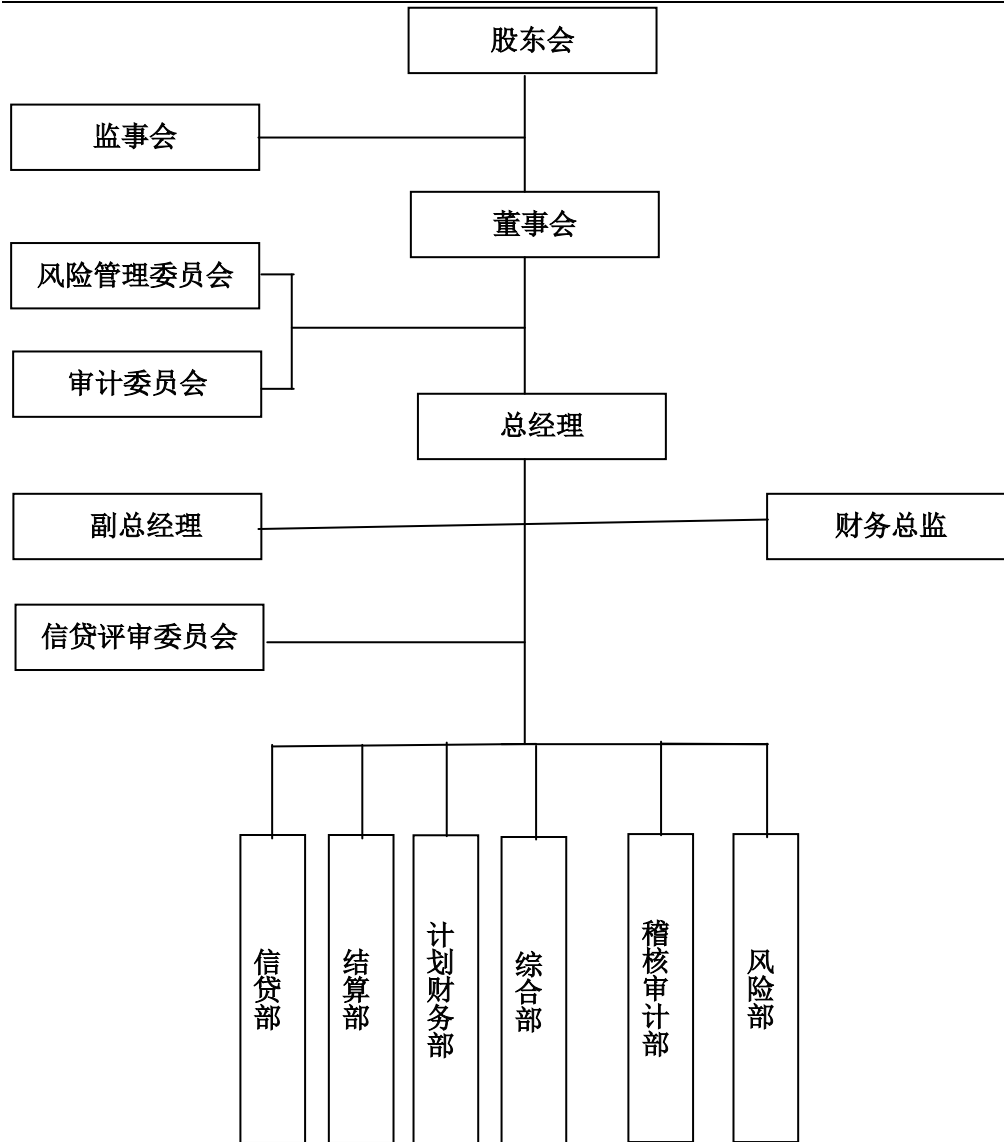 股东会
监事会
董事会
风险管理委员会
审计委员会
总经理
副总经理
财务总监
信贷评审委员会
信贷部
结算部
计划财务部
综合部
稽核审计部
风险部